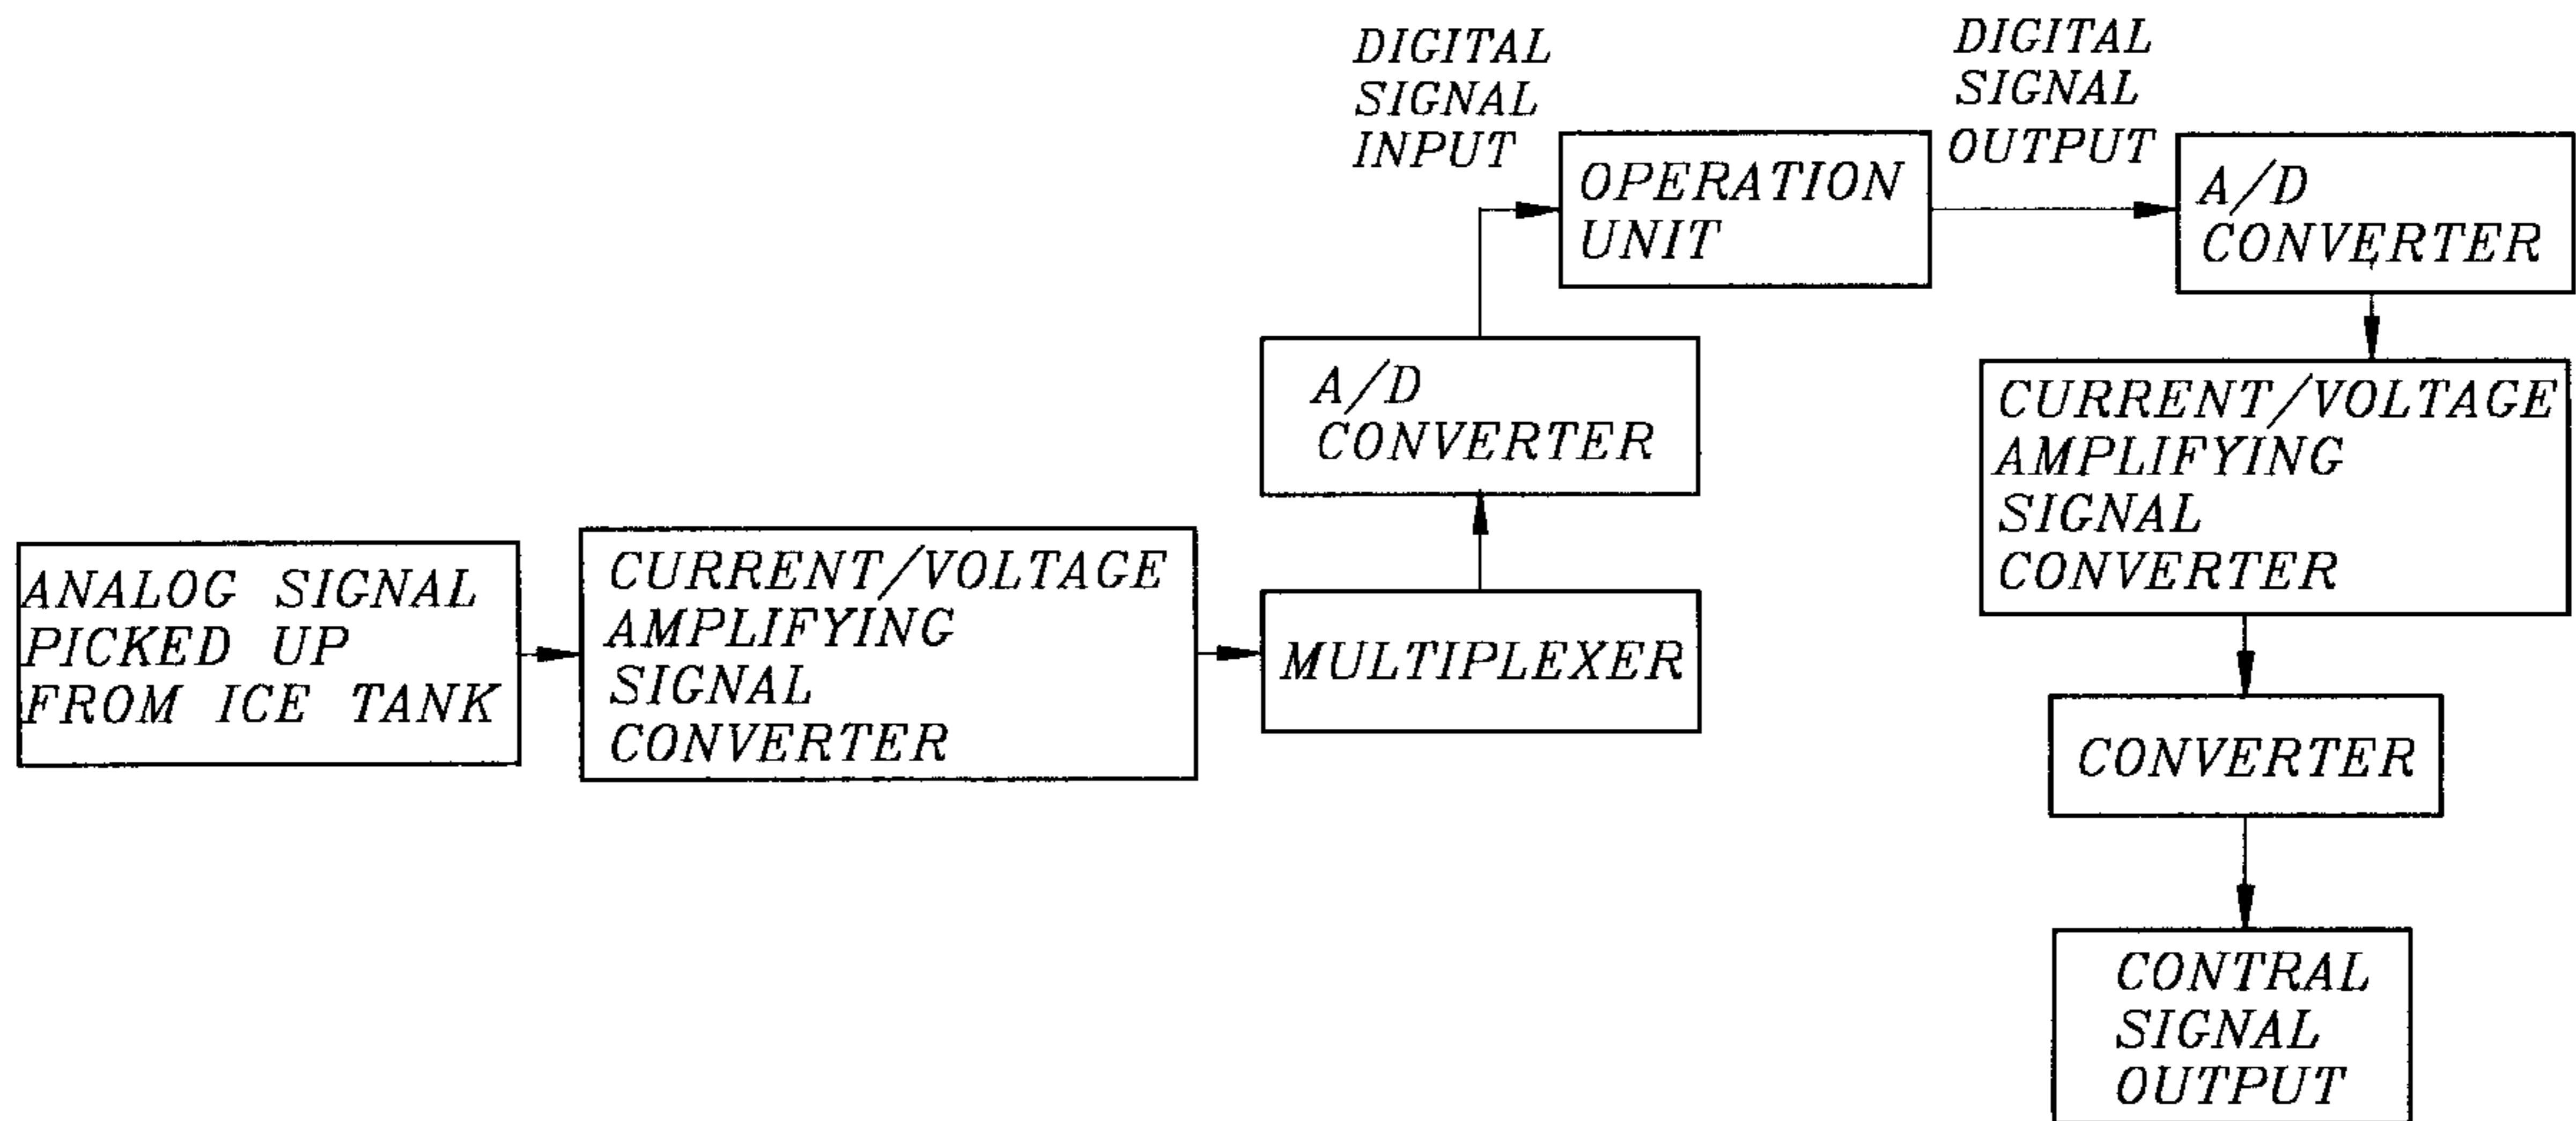 ANALOG SIGNAL
PICKED UP
FROM ICE TANK
CURRENT/VOLTAGE
AMPLIFYING
SIGNAL
CONVERTER
MULTIPLEXER
A/D
CONVERTER
DIGITAL
SIGNAL
INPUT
OPERATION
UNIT
DIGITAL
SIGNAL
OUTPUT
A/D
CONVERTER
CURRENT/VOLTAGE
AMPLIFYING
SIGNAL
CONVERTER
CONVERTER
CONTRAL
SIGNAL
OUTPUT